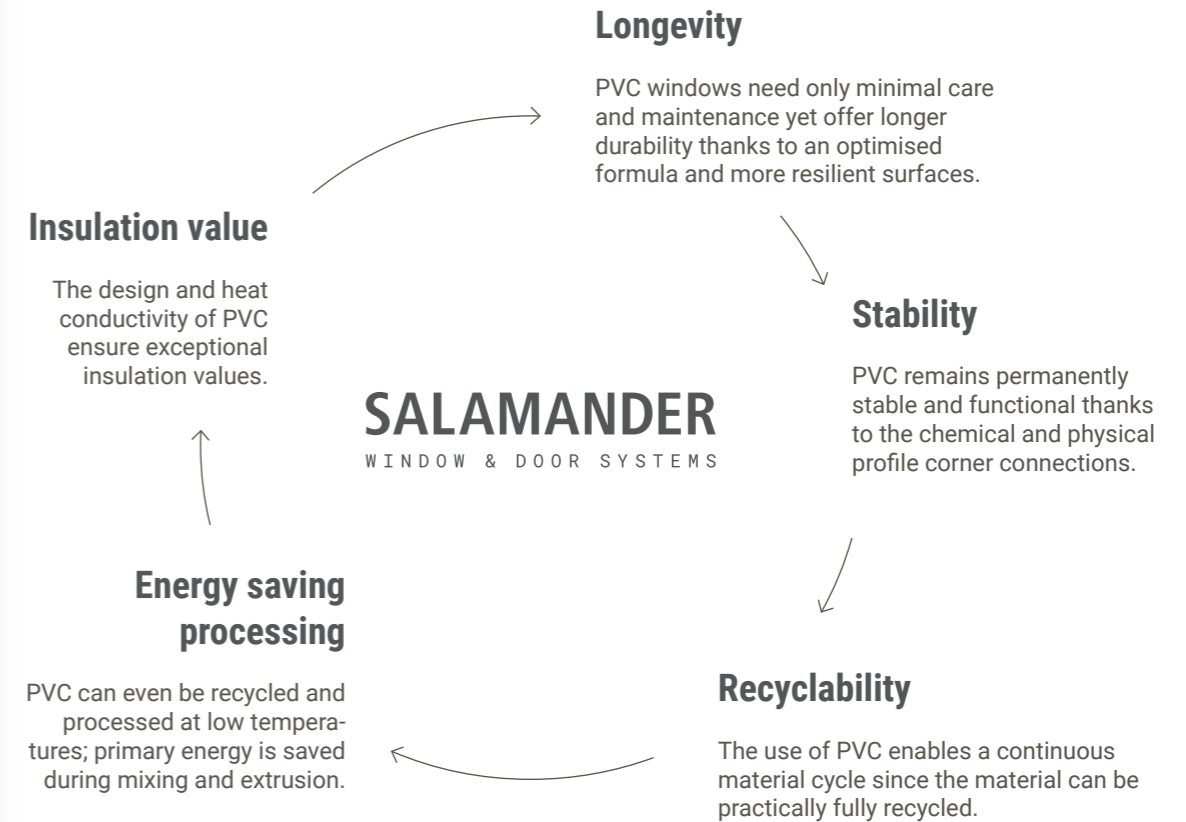 Longevity
PVC windows need only minimal care
and maintenance yet offer longer
durability thanks to an optimised
formula and more resilient surfaces.
Stability
PVC remains permanently
stable and functional thanks
to the chemical and physical
profile corner connections.
Recyclability
The use of PVC enables a continuous
material cycle since the material can be
practically fully recycled.
Energy saving
processing
PVC can even be recycled and
processed at low tempera-
tures; primary energy is saved
during mixing and extrusion.
Insulation value
The design and heat
conductivity of PVC
ensure exceptional
insulation values.
SALAMANDER
WINDOW & DOOR SYSTEMS